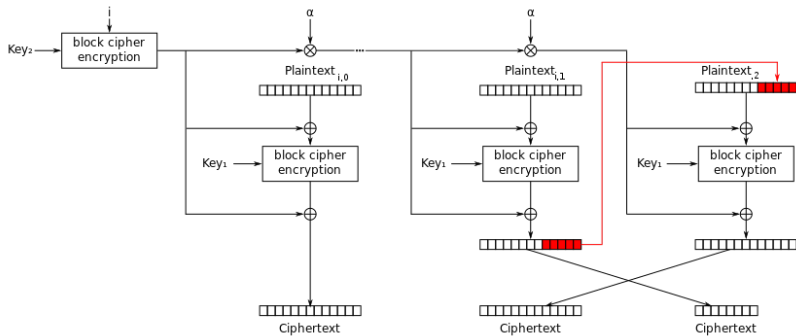 i
α
α
Key₂
block cipher
encryption
...
Plaintext i,0
Plaintext i,1
Plaintext ,2
Key₁
block cipher
encryption
Key₁
block cipher
encryption
Key₁
block cipher
encryption
Ciphertext
Ciphertext
Ciphertext